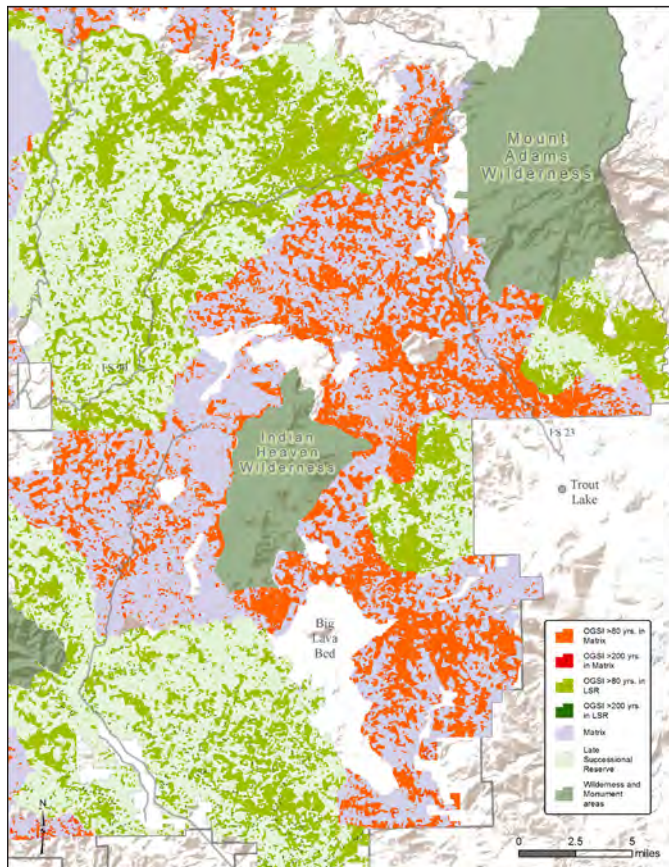 Mount
Adams
Wilderness
FS 90
Indian
Heaven
Wilderness
FS 23
Trout
Lake
Big
Lava
Bed
OGSI >80 yrs. in
Matrix
OGSI >200 yrs.
in Matrix
OGSI >80 yrs. in
LSR
OGSI >200 yrs.
in LSR
Matrix
Late
Successional
Reserve
Wilderness and
Monument
areas
N
0 2.5 5
miles